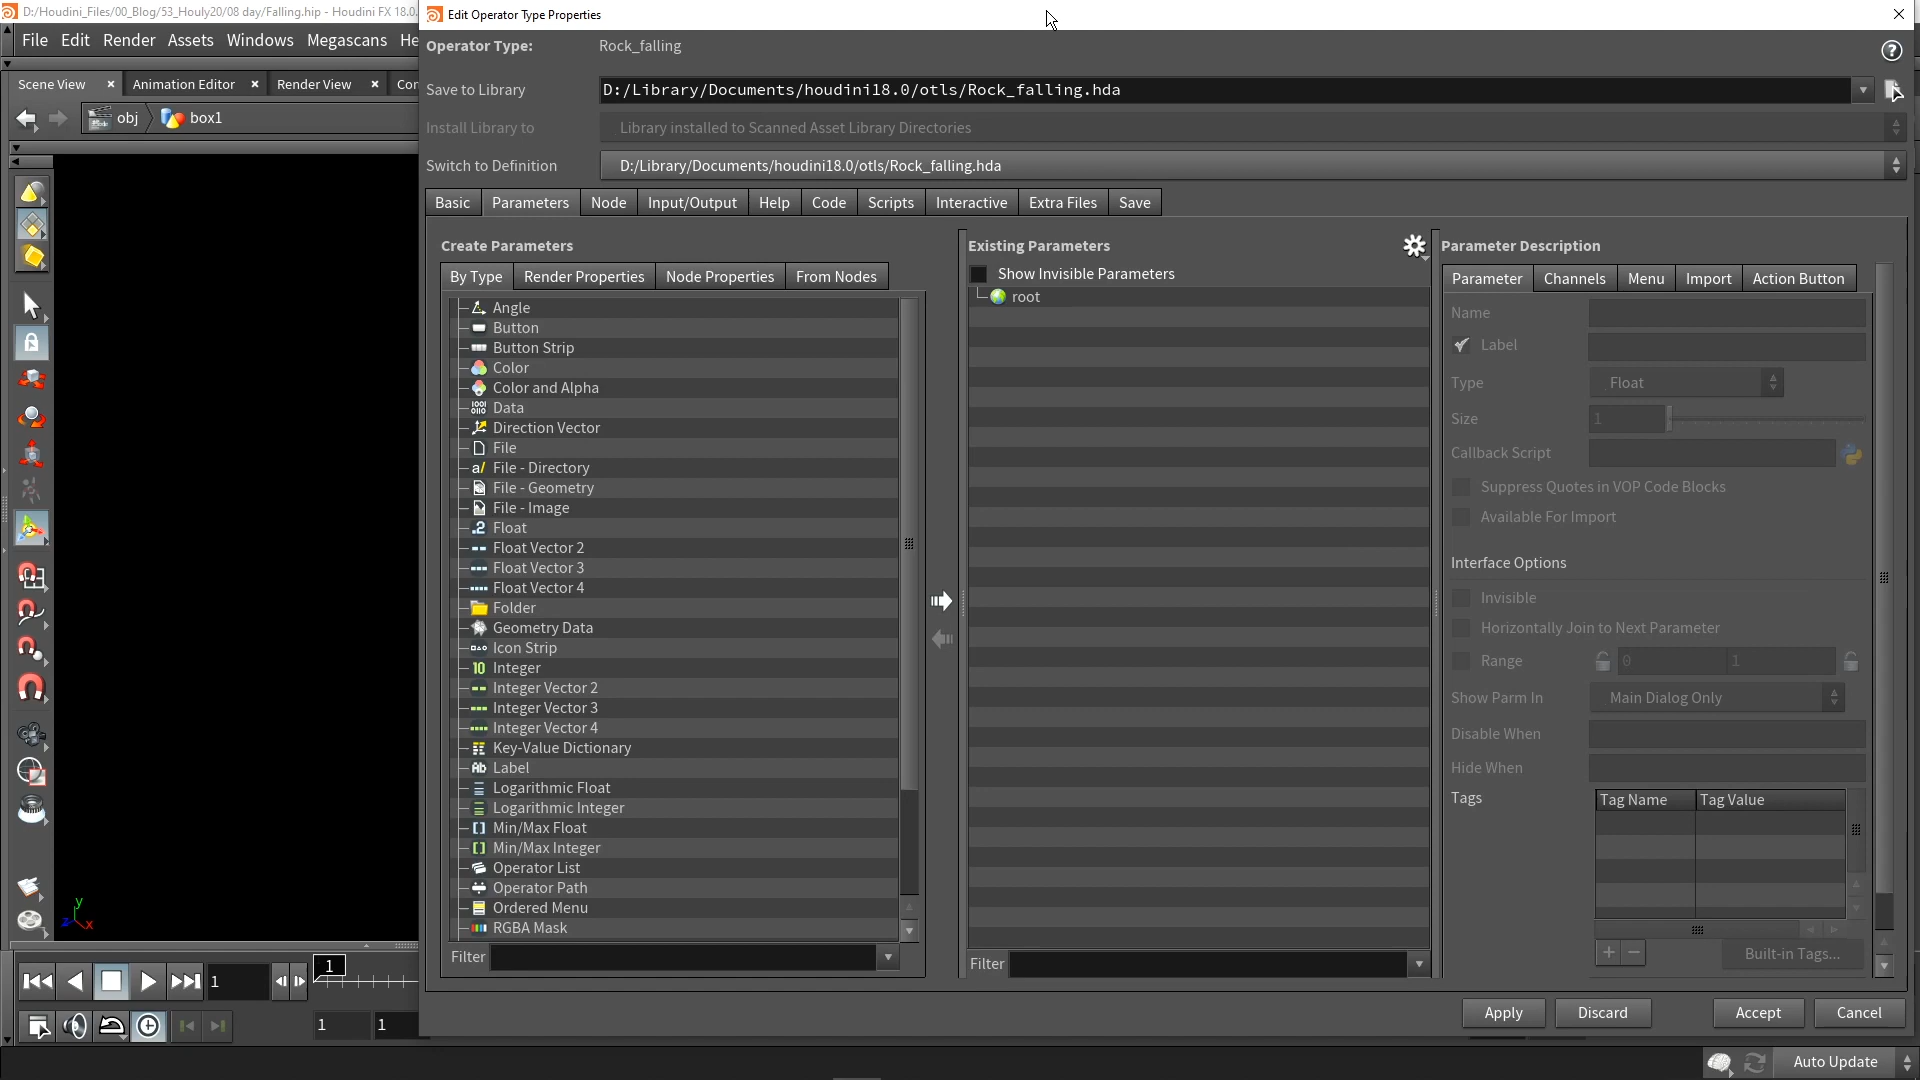 D:/Houdini_Files/00_Blog/53_Houly20/08 day/Falling.hip - Houdini FX 18.0.
Edit Operator Type Properties
File Edit Render Assets Windows Megascans He
Operator Type: Rock_falling
Scene View Animation Editor Render View Cor
Save to Library D:/Library/Documents/houdini18.0/otls/Rock_falling.hda
obj box1
Install Library to Library installed to Scanned Asset Library Directories
Switch to Definition D:/Library/Documents/houdini18.0/otls/Rock_falling.hda
Basic Parameters Node Input/Output Help Code Scripts Interactive Extra Files Save
Create Parameters
By Type Render Properties Node Properties From Nodes
Angle
Button
Button Strip
Color
Color and Alpha
Data
Direction Vector
File
File - Directory
File - Geometry
File - Image
Float
Float Vector 2
Float Vector 3
Float Vector 4
Folder
Geometry Data
Icon Strip
Integer
Integer Vector 2
Integer Vector 3
Integer Vector 4
Key-Value Dictionary
Label
Logarithmic Float
Logarithmic Integer
Min/Max Float
Min/Max Integer
Operator List
Operator Path
Ordered Menu
RGBA Mask
Filter
Existing Parameters
Show Invisible Parameters
root
Filter
Parameter Description
Parameter Channels Menu Import Action Button
Name
Label
Type Float
Size 1
Callback Script
Suppress Quotes in VOP Code Blocks
Available For Import
Interface Options
Invisible
Horizontally Join to Next Parameter
Range 0 1
Show Parm In Main Dialog Only
Disable When
Hide When
Tags Tag Name Tag Value
+ − Built-in Tags...
y
z x
1 1
1 1
Apply Discard Accept Cancel
Auto Update